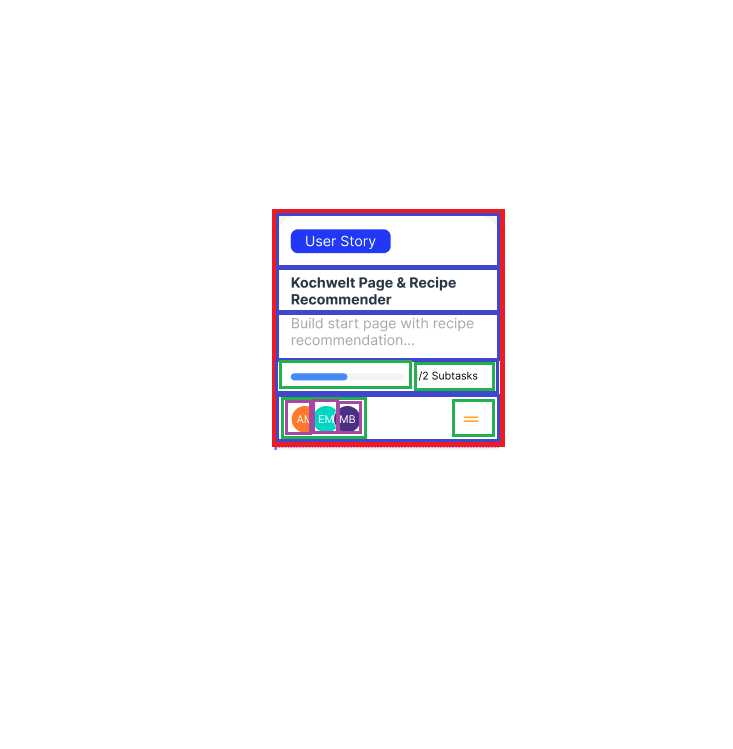 User Story
Kochwelt Page & Recipe
Recommender
Build start page with recipe
recommendation...
/2 Subtasks
AM EM MB